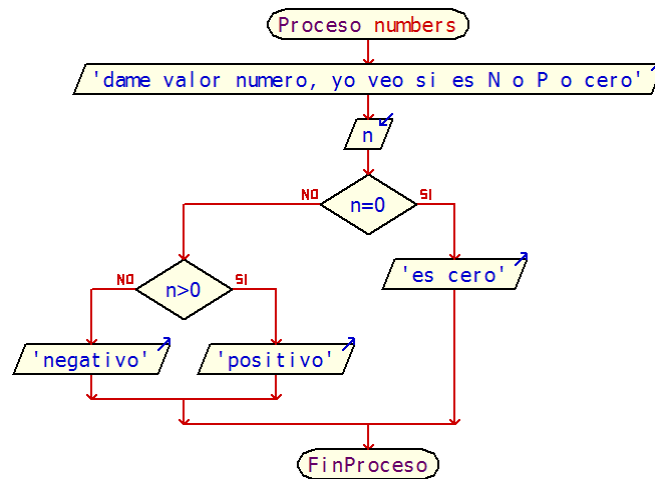 Proceso numbers
'dame valor numero, yo veo si es N o P o cero'
n
NO
SI
n=0
'es cero'
NO
SI
n>0
'negativo'
'positivo'
FinProceso